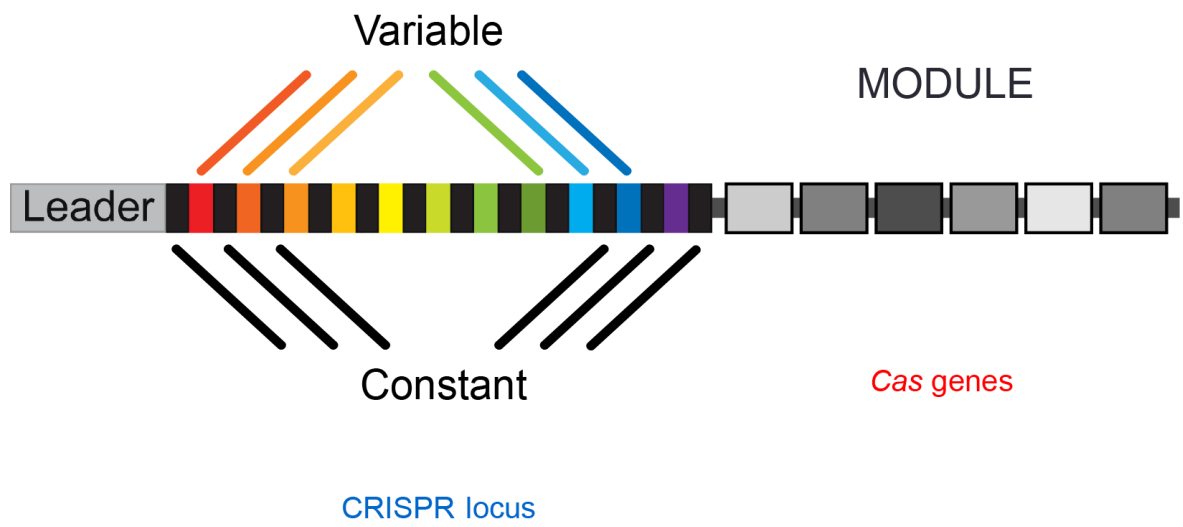 Variable
MODULE
Leader
Constant
Cas genes
CRISPR locus